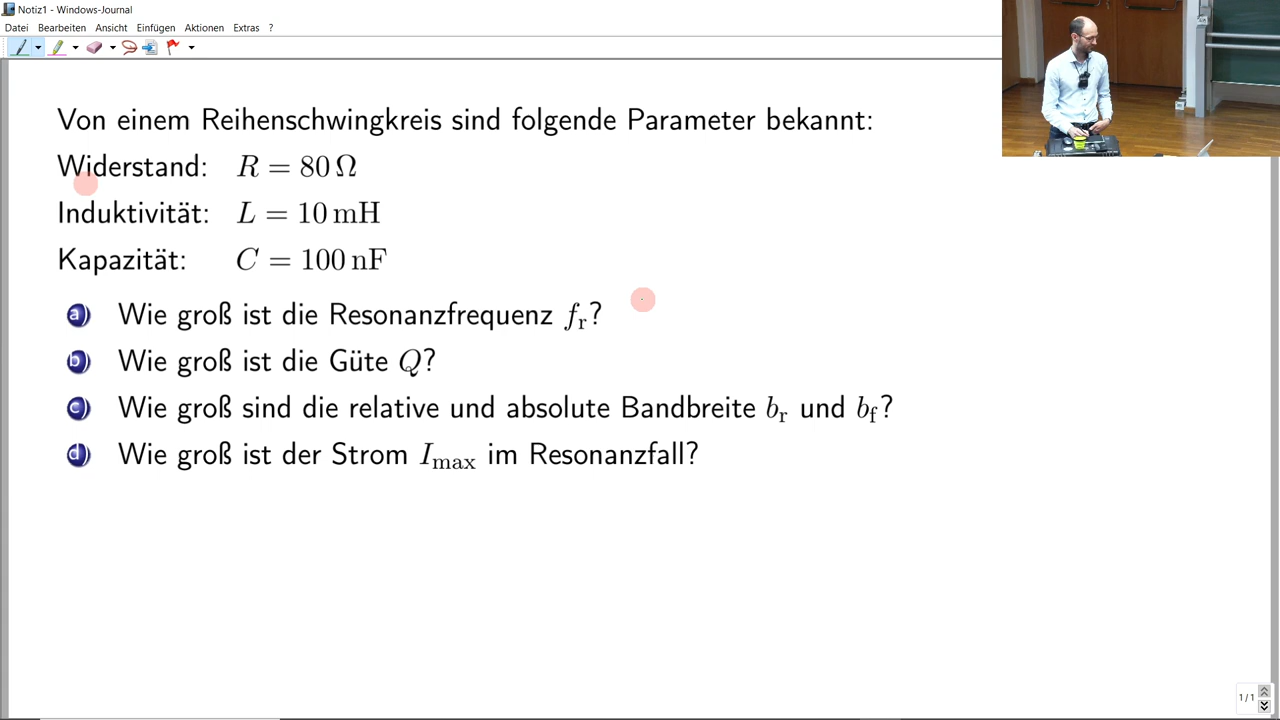 Notiz1 - Windows-Journal
Datei Bearbeiten Ansicht Einfügen Aktionen Extras ?
Von einem Reihenschwingkreis sind folgende Parameter bekannt:
Widerstand: R = 80 Ω
Induktivität: L = 10 mH
Kapazität: C = 100 nF
a) Wie groß ist die Resonanzfrequenz fr?
b) Wie groß ist die Güte Q?
c) Wie groß sind die relative und absolute Bandbreite br und bf?
d) Wie groß ist der Strom Imax im Resonanzfall?
1/1